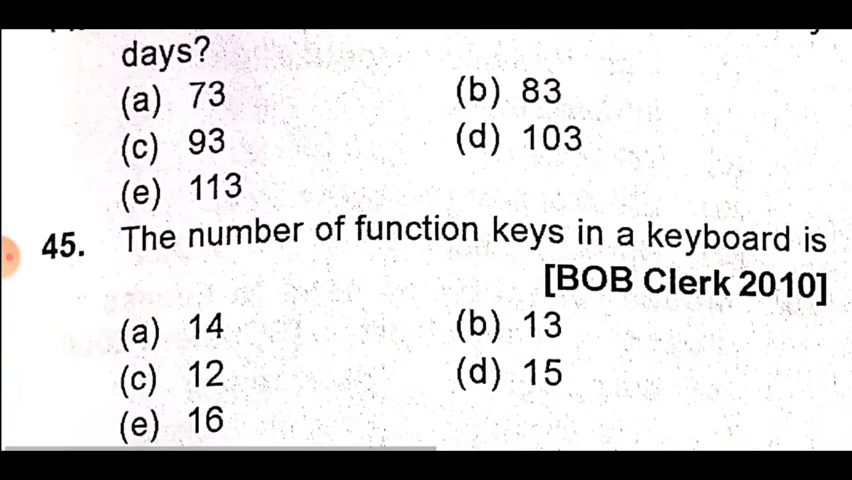 days?
(a) 73 (b) 83
(c) 93 (d) 103
(e) 113
45. The number of function keys in a keyboard is
[BOB Clerk 2010]
(a) 14 (b) 13
(c) 12 (d) 15
(e) 16